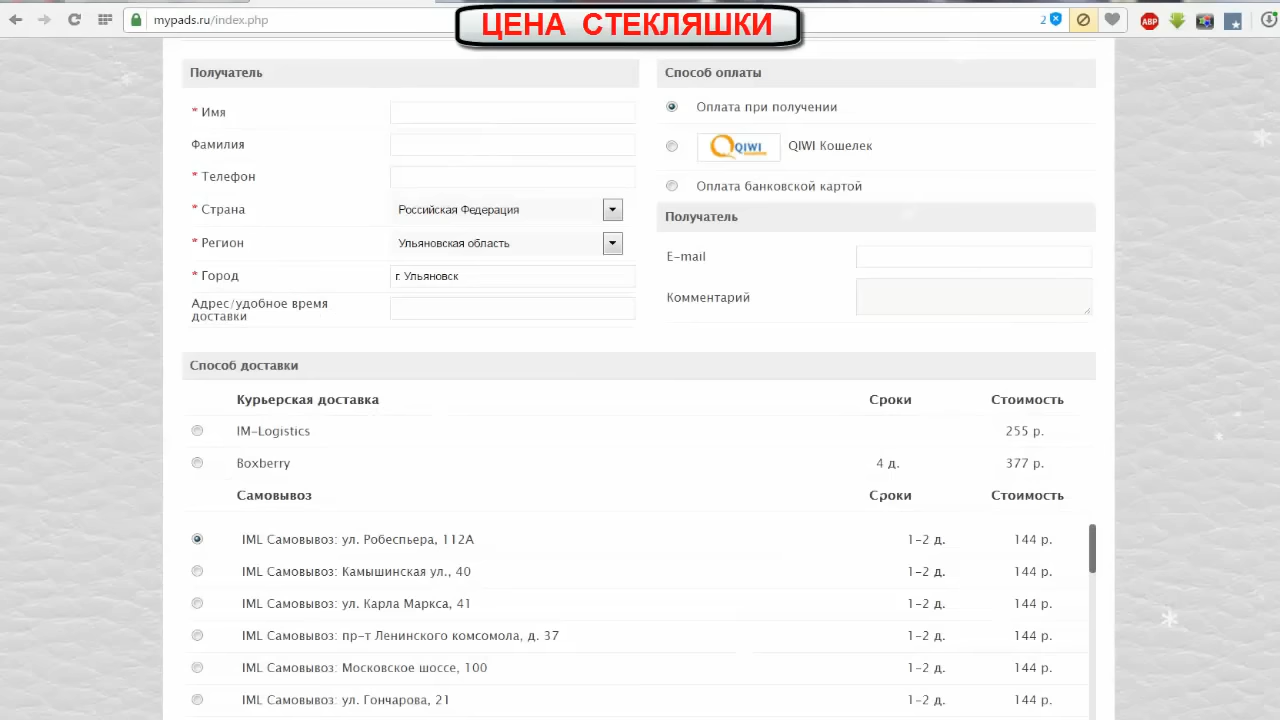 mypads.ru/index.php
ЦЕНА СТЕКЛЯШКИ
2
ABP
Получатель
* Имя
Фамилия
* Телефон
* Страна Российская Федерация
* Регион Ульяновская область
* Город г. Ульяновск
Адрес/удобное время
доставки
Способ оплаты
Оплата при получении
QIWI QIWI Кошелек
Оплата банковской картой
Получатель
E-mail
Комментарий
Способ доставки
Курьерская доставка Сроки Стоимость
IM-Logistics 255 р.
Boxberry 4 д. 377 р.
Самовывоз Сроки Стоимость
IML Самовывоз: ул. Робеспьера, 112А 1-2 д. 144 р.
IML Самовывоз: Камышинская ул., 40 1-2 д. 144 р.
IML Самовывоз: ул. Карла Маркса, 41 1-2 д. 144 р.
IML Самовывоз: пр-т Ленинского комсомола, д. 37 1-2 д. 144 р.
IML Самовывоз: Московское шоссе, 100 1-2 д. 144 р.
IML Самовывоз: ул. Гончарова, 21 1-2 д. 144 р.